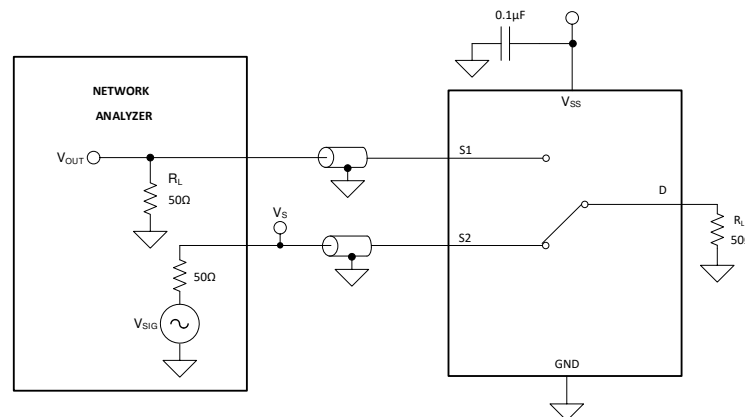 0.1µF
NETWORK
ANALYZER
VSS
VOUT
S1
RL
50Ω
VS
D
S2
RL
50Ω
VSIG
GND